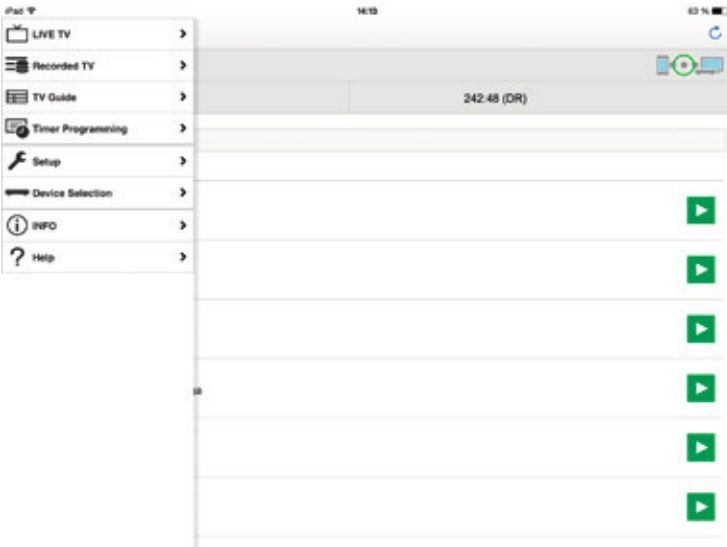 iPad 14:13 63 %
LIVE TV
Recorded TV
TV Guide
242:48 (DR)
Timer Programming
Setup
Device Selection
INFO
Help